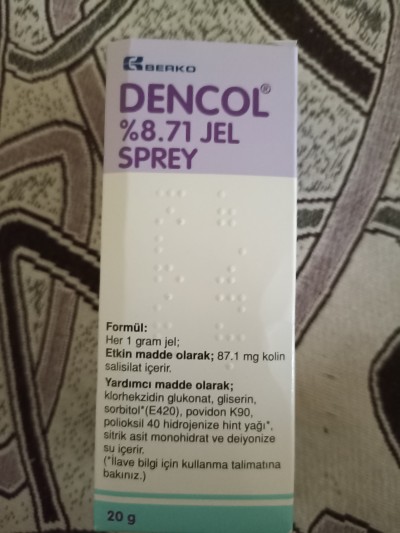 BERKO
DENCOL®
%8.71 JEL
SPREY
Formül:
Her 1 gram jel;
Etkin madde olarak; 87.1 mg kolin
salisilat içerir.
Yardımcı madde olarak;
klorhekzidin glukonat, gliserin,
sorbitol*(E420), povidon K90,
polioksil 40 hidrojenize hint yağı*,
sitrik asit monohidrat ve deiyonize
su içerir.
(*İlave bilgi için kullanma talimatına
bakınız.)
20 g